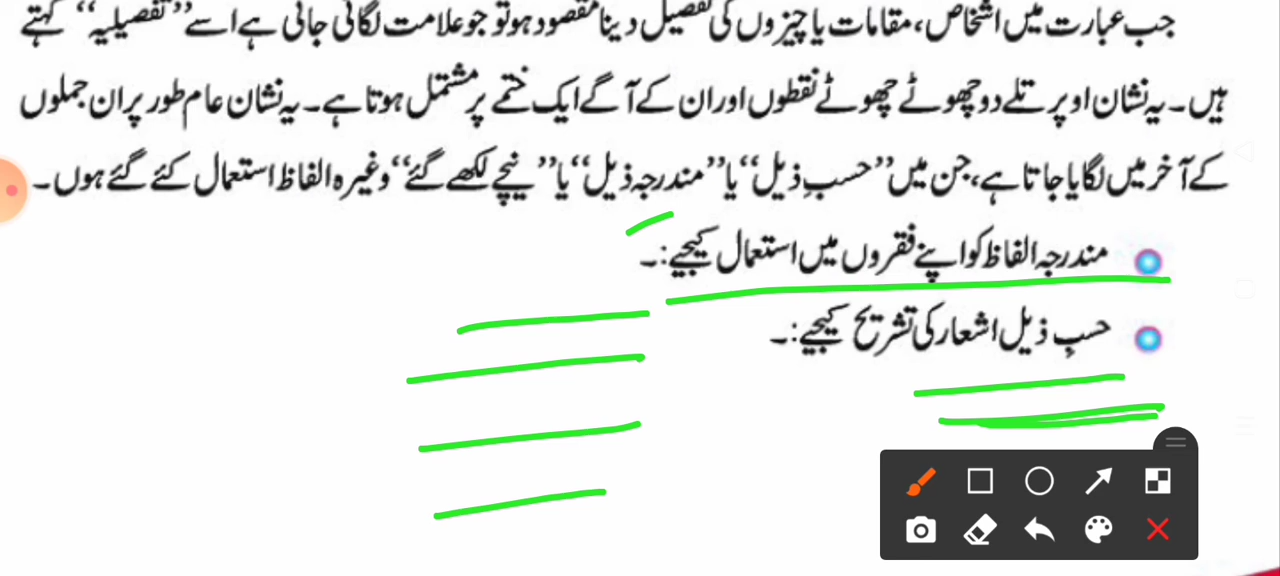 جب عبارت میں اشخاص، مقامات یا چیزوں کی تفصیل دینا مقصود ہو تو جو علامت لگائی جاتی ہے اسے ’’تفصیلیہ‘‘ کہتے
ہیں۔ یہ نشان اوپر تلے دو چھوٹے چھوٹے نقطوں اور ان کے آگے ایک ختمے پر مشتمل ہوتا ہے۔ یہ نشان عام طور پر ان جملوں
کے آخر میں لگایا جاتا ہے، جن میں ’’حسبِ ذیل‘‘ یا ’’مندرجہ ذیل‘‘ یا ’’نیچے لکھے گئے‘‘ وغیرہ الفاظ استعمال کئے گئے ہوں۔
مندرجہ الفاظ کو اپنے فقروں میں استعمال کیجیے:۔
حسبِ ذیل اشعار کی تشریح کیجیے:۔